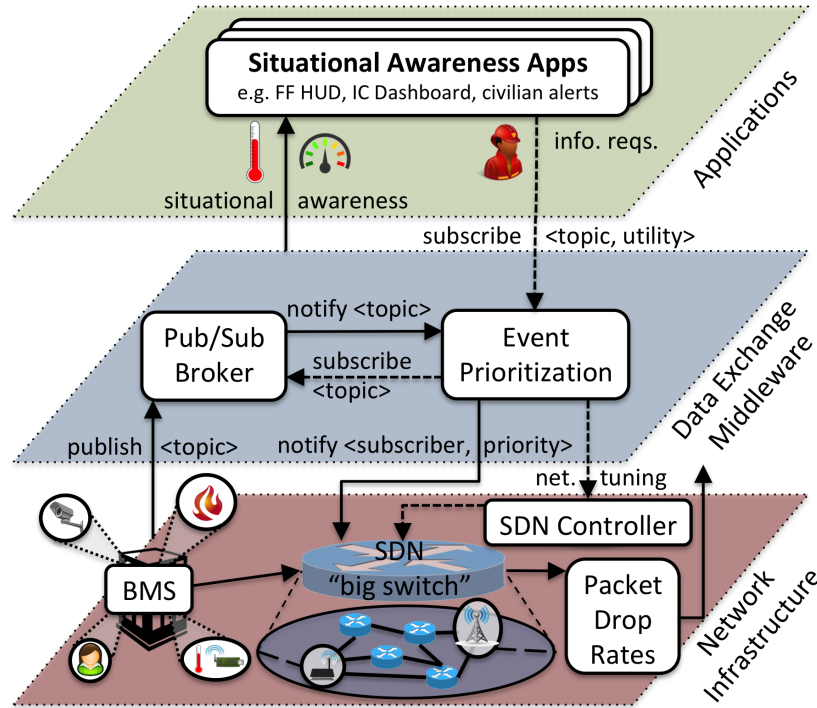 Situational Awareness Apps
e.g. FF HUD, IC Dashboard, civilian alerts
info. reqs.
situational awareness
Applications
subscribe <topic, utility>
notify <topic>
Pub/Sub
Broker
Event
Prioritization
subscribe
<topic>
publish <topic>
notify <subscriber, priority>
Data Exchange
Middleware
net. tuning
SDN Controller
SDN
"big switch"
BMS
Packet
Drop
Rates
Network
Infrastructure